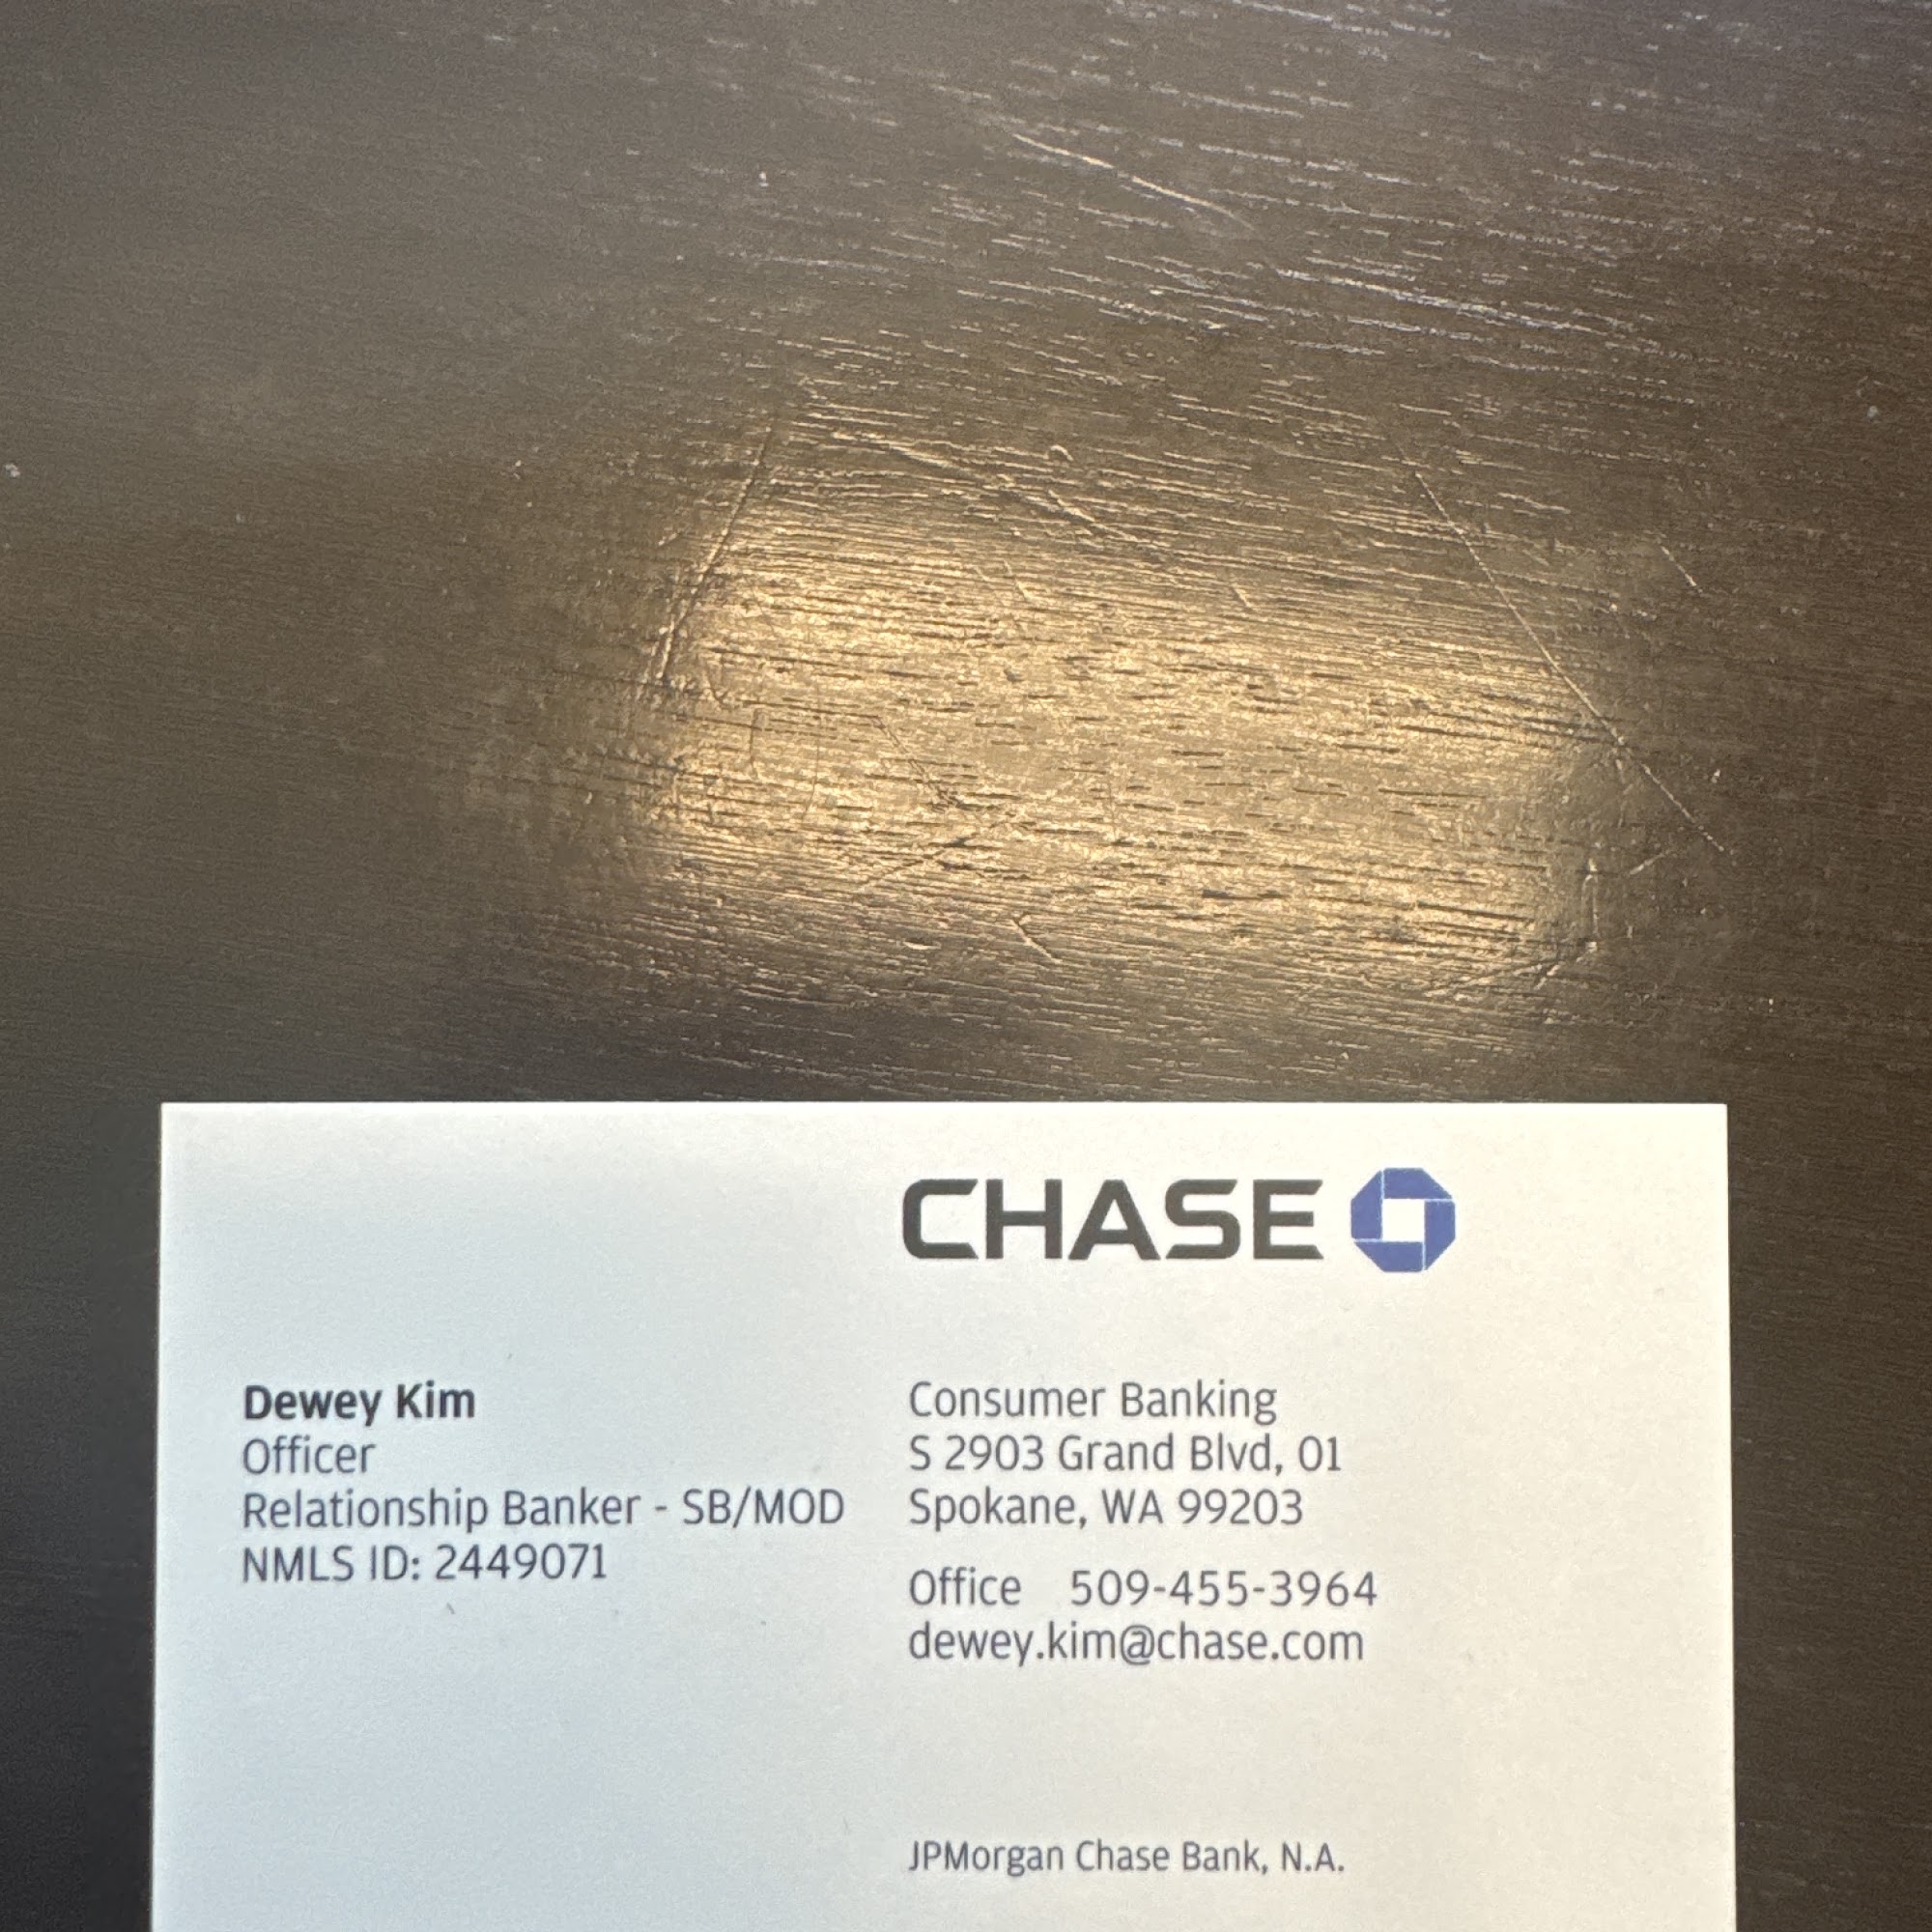 CHASE
Dewey Kim
Officer
Relationship Banker - SB/MOD
NMLS ID: 2449071
Consumer Banking
S 2903 Grand Blvd, 01
Spokane, WA 99203
Office 509-455-3964
dewey.kim@chase.com
JPMorgan Chase Bank, N.A.